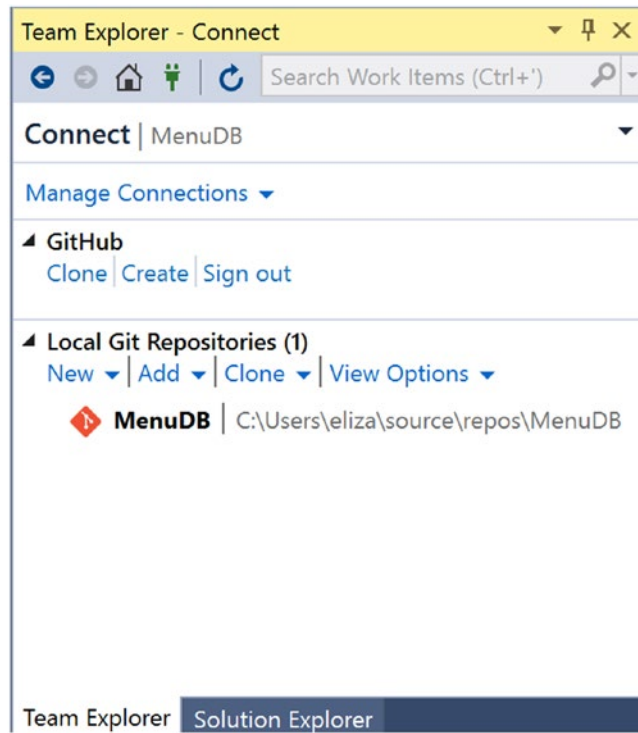 Team Explorer - Connect
Search Work Items (Ctrl+')
Connect | MenuDB
Manage Connections
GitHub
Clone | Create | Sign out
Local Git Repositories (1)
New | Add | Clone | View Options
MenuDB | C:\Users\eliza\source\repos\MenuDB
Team Explorer Solution Explorer